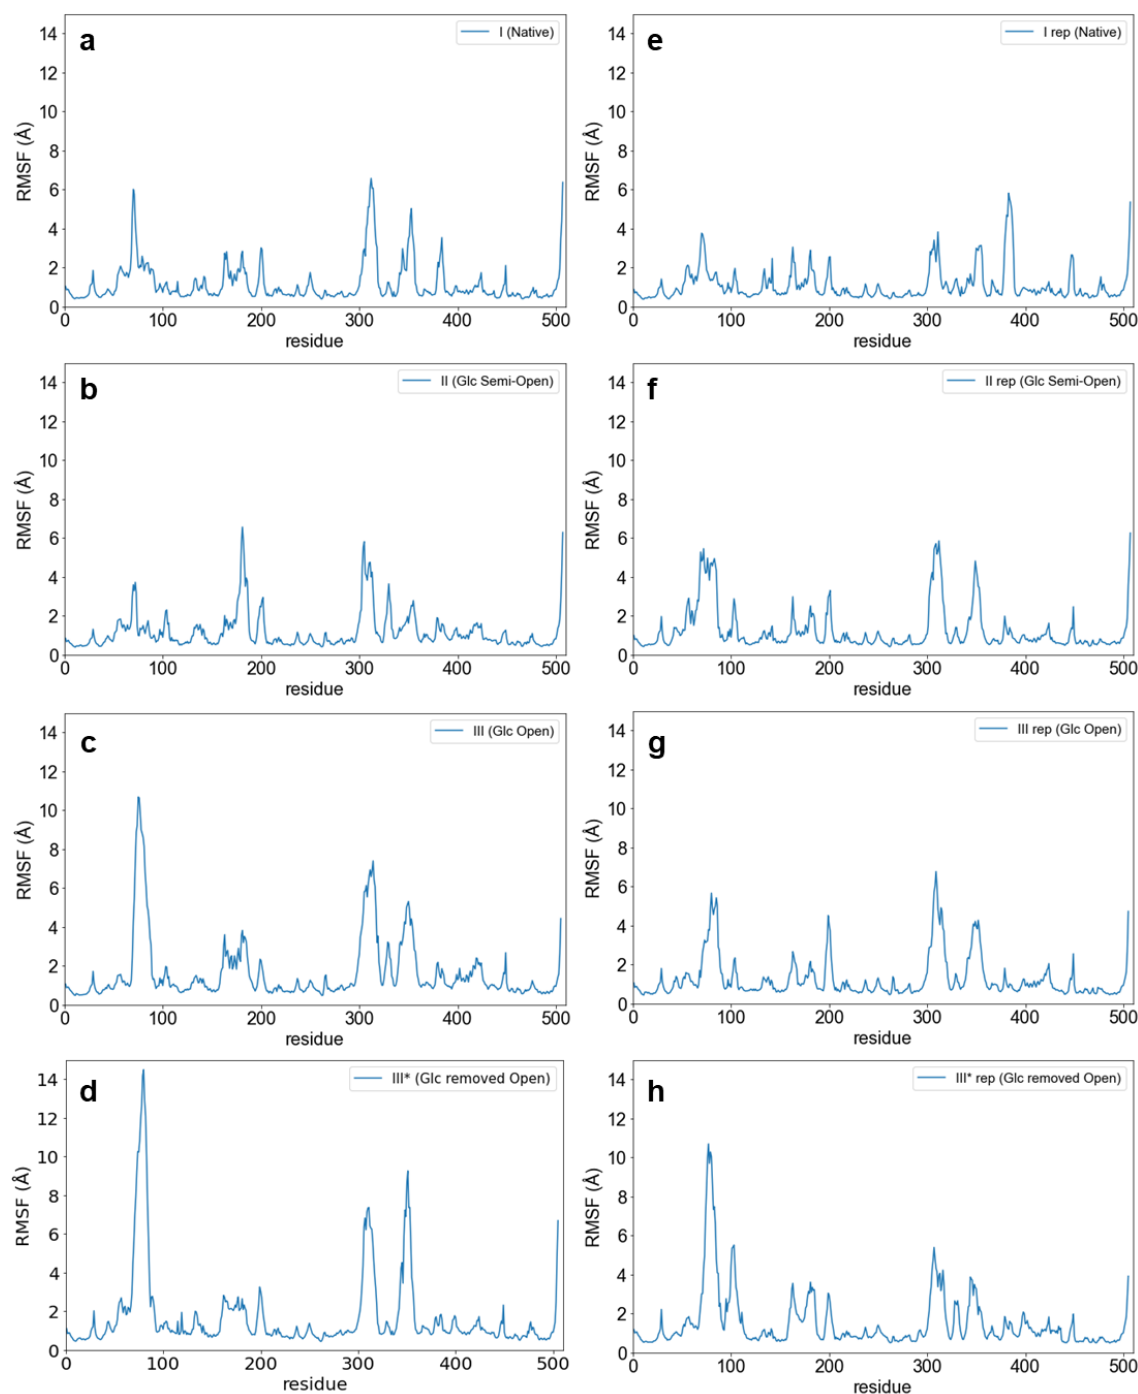 a
I (Native)
14
12
10
8
6
4
2
0
RMSF (Å)
0 100 200 300 400 500
residue
e
I rep (Native)
14
12
10
8
6
4
2
0
RMSF (Å)
0 100 200 300 400 500
residue
b
II (Glc Semi-Open)
14
12
10
8
6
4
2
0
RMSF (Å)
0 100 200 300 400 500
residue
f
II rep (Glc Semi-Open)
14
12
10
8
6
4
2
0
RMSF (Å)
0 100 200 300 400 500
residue
c
III (Glc Open)
14
12
10
8
6
4
2
0
RMSF (Å)
0 100 200 300 400 500
residue
g
III rep (Glc Open)
14
12
10
8
6
4
2
0
RMSF (Å)
0 100 200 300 400 500
residue
d
III* (Glc removed Open)
14
12
10
8
6
4
2
0
RMSF (Å)
0 100 200 300 400 500
residue
h
III* rep (Glc removed Open)
14
12
10
8
6
4
2
0
RMSF (Å)
0 100 200 300 400 500
residue